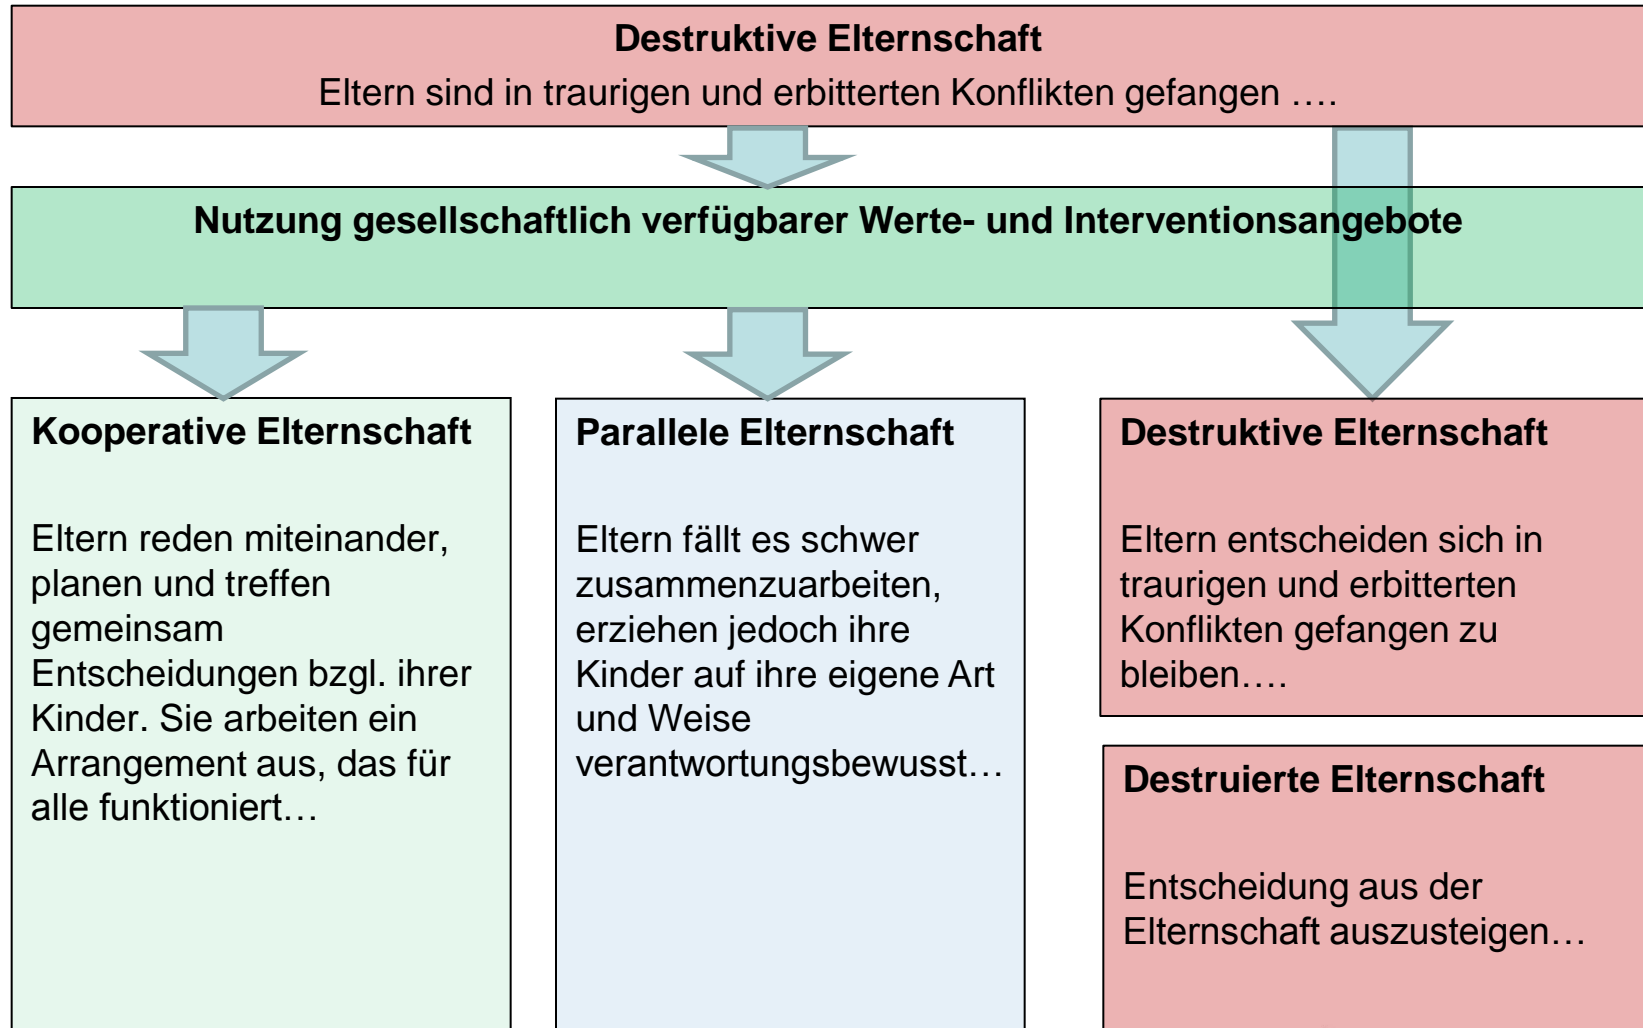 Destruktive Elternschaft
Eltern sind in traurigen und erbitterten Konflikten gefangen ….
Nutzung gesellschaftlich verfügbarer Werte- und Interventionsangebote
Kooperative Elternschaft
Eltern reden miteinander,
planen und treffen
gemeinsam
Entscheidungen bzgl. ihrer
Kinder. Sie arbeiten ein
Arrangement aus, das für
alle funktioniert…
Parallele Elternschaft
Eltern fällt es schwer
zusammenzuarbeiten,
erziehen jedoch ihre
Kinder auf ihre eigene Art
und Weise
verantwortungsbewusst…
Destruktive Elternschaft
Eltern entscheiden sich in
traurigen und erbitterten
Konflikten gefangen zu
bleiben….
Destruierte Elternschaft
Entscheidung aus der
Elternschaft auszusteigen…